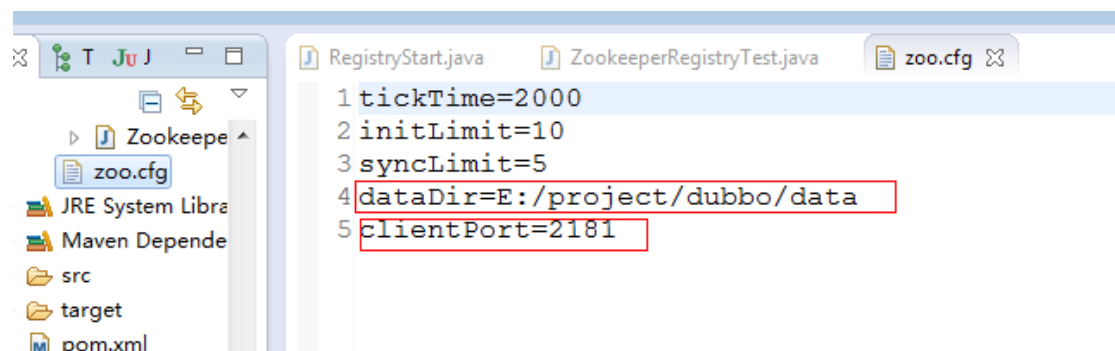 T Ju J
RegistryStart.java ZookeeperRegistryTest.java zoo.cfg
Zookeepe
zoo.cfg
JRE System Libra
Maven Depende
src
target
pom.xml
1 tickTime=2000
2 initLimit=10
3 syncLimit=5
4 dataDir=E:/project/dubbo/data
5 clientPort=2181